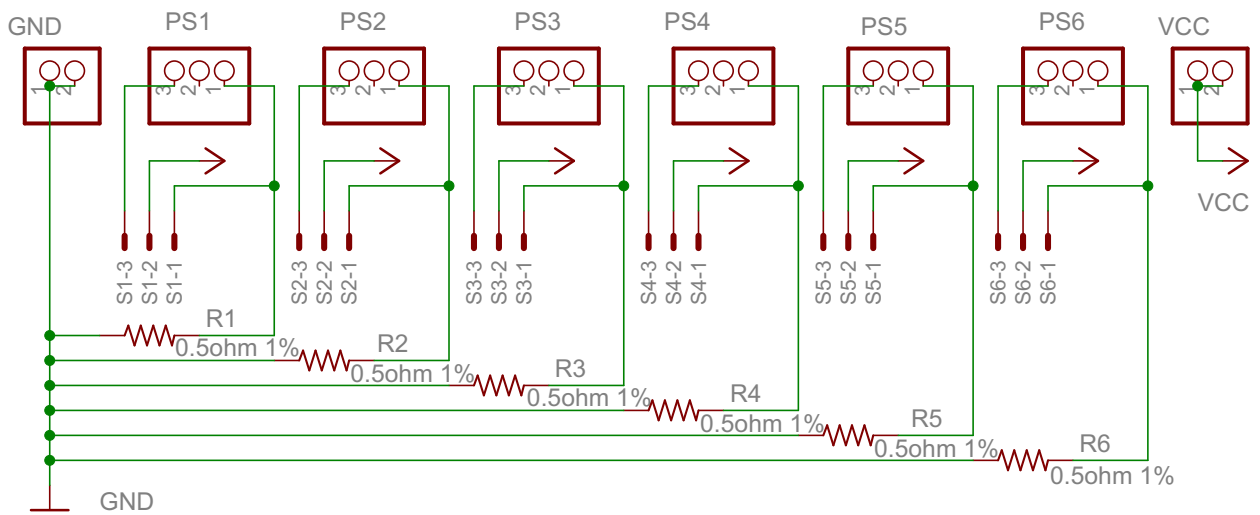 GND PS1 PS2 PS3 PS4 PS5 PS6 VCC
1 2 3 2 1 3 2 1 3 2 1 3 2 1 3 2 1 3 2 1 1 2
VCC
S1-3 S1-2 S1-1 S2-3 S2-2 S2-1 S3-3 S3-2 S3-1 S4-3 S4-2 S4-1 S5-3 S5-2 S5-1 S6-3 S6-2 S6-1
R1
0.5ohm 1%
R2
0.5ohm 1%
R3
0.5ohm 1%
R4
0.5ohm 1%
R5
0.5ohm 1%
R6
0.5ohm 1%
GND